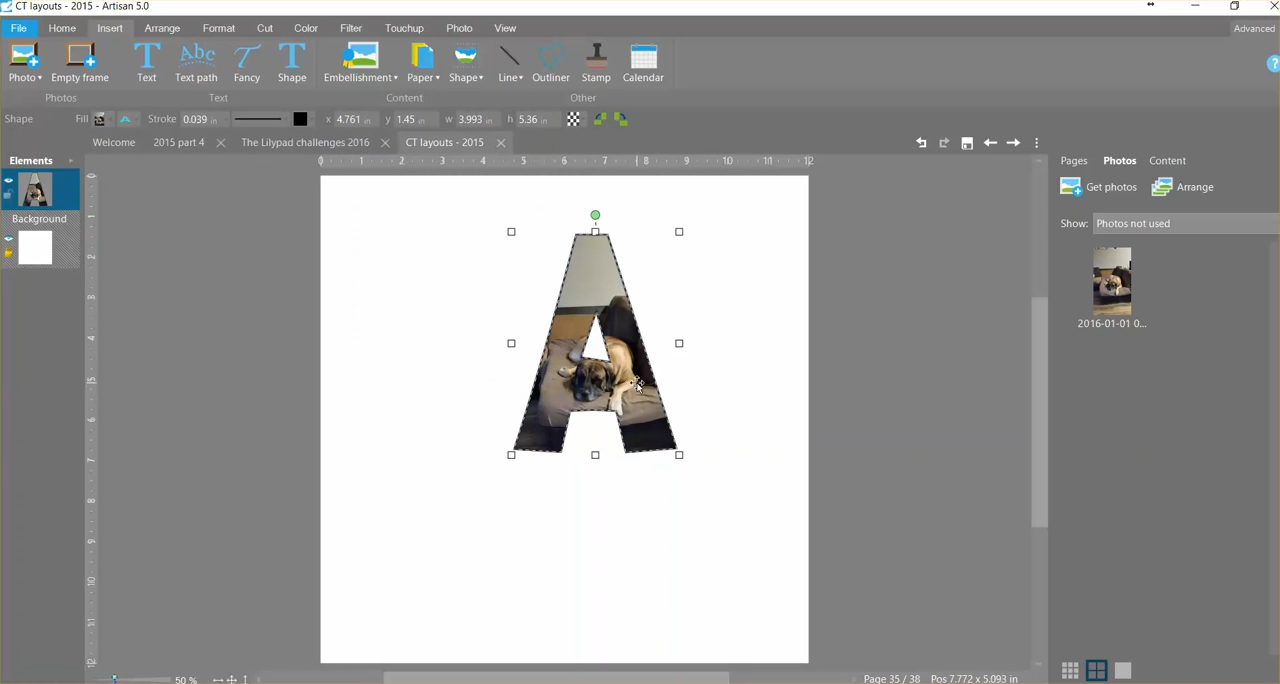 CT layouts - 2015 - Artisan 5.0
File Home Insert Arrange Format Cut Color Filter Touchup Photo View Advanced
Photo Empty frame Text Text path Fancy Shape Embellishment Paper Shape Line Outliner Stamp Calendar
Photos Text Content Other
Shape Fill Stroke 0.039 in x 4.761 in y 1.45 in w 3.993 in h 5.36 in
Welcome 2015 part 4 The Lilypad challenges 2016 CT layouts - 2015
Elements Pages Photos Content
Get photos Arrange
Background
Show: Photos not used
2016-01-01 0...
50 % Page 35 / 38 Pos 7.772 x 5.093 in